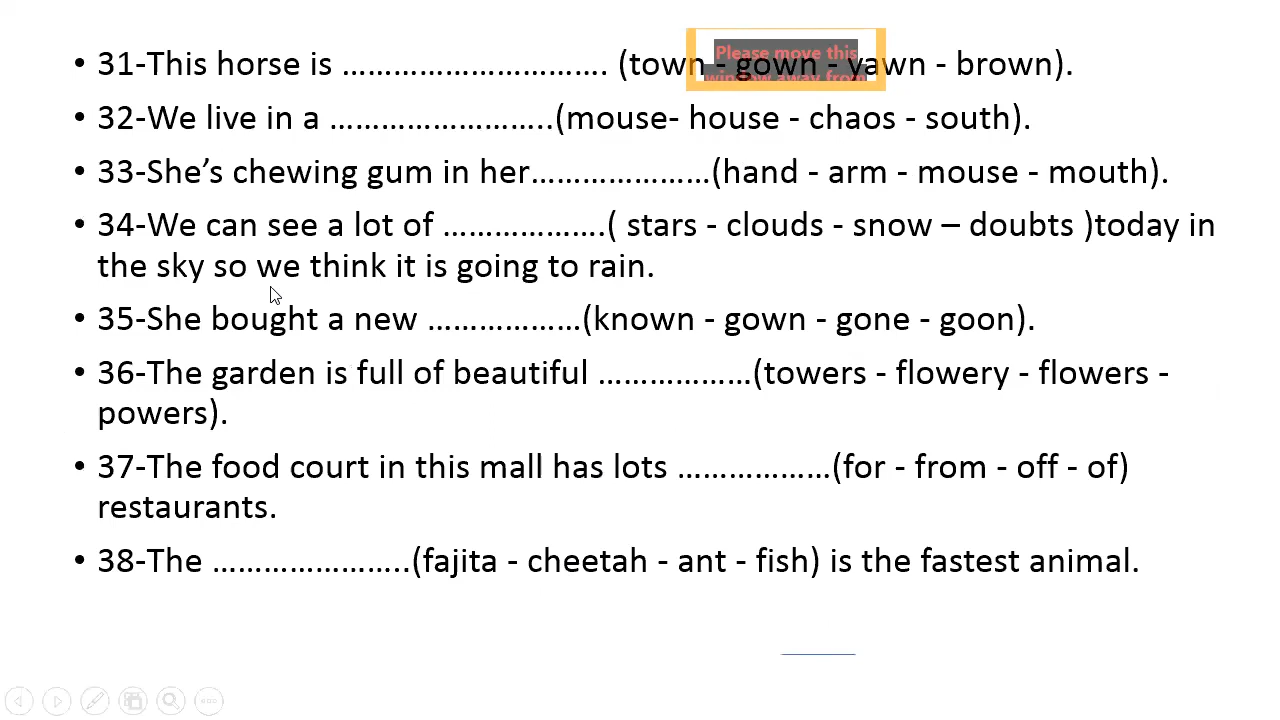 • 31-This horse is …………………………. (town - gown - yawn - brown).
Please move this
window away from
• 32-We live in a ……………………..(mouse- house - chaos - south).
• 33-She’s chewing gum in her…………………(hand - arm - mouse - mouth).
• 34-We can see a lot of ……………….( stars - clouds - snow – doubts )today in
the sky so we think it is going to rain.
• 35-She bought a new ………………(known - gown - gone - goon).
• 36-The garden is full of beautiful ………………(towers - flowery - flowers -
powers).
• 37-The food court in this mall has lots ………………(for - from - off - of)
restaurants.
• 38-The …………………..(fajita - cheetah - ant - fish) is the fastest animal.